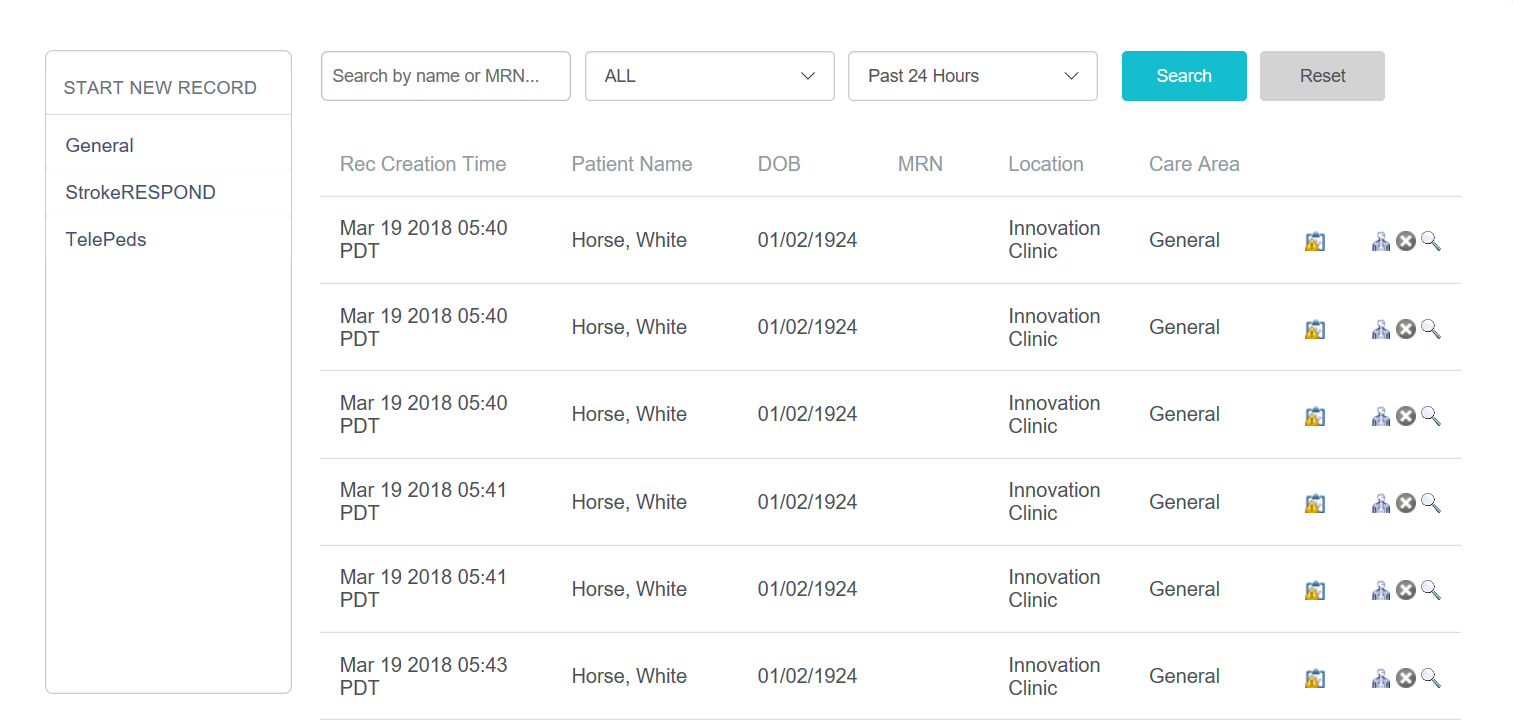 START NEW RECORD
General
StrokeRESPOND
TelePeds
Search by name or MRN...
ALL
Past 24 Hours
Search
Reset
Rec Creation Time Patient Name DOB MRN Location Care Area
Mar 19 2018 05:40 PDT Horse, White 01/02/1924 Innovation Clinic General
Mar 19 2018 05:40 PDT Horse, White 01/02/1924 Innovation Clinic General
Mar 19 2018 05:40 PDT Horse, White 01/02/1924 Innovation Clinic General
Mar 19 2018 05:41 PDT Horse, White 01/02/1924 Innovation Clinic General
Mar 19 2018 05:41 PDT Horse, White 01/02/1924 Innovation Clinic General
Mar 19 2018 05:43 PDT Horse, White 01/02/1924 Innovation Clinic General